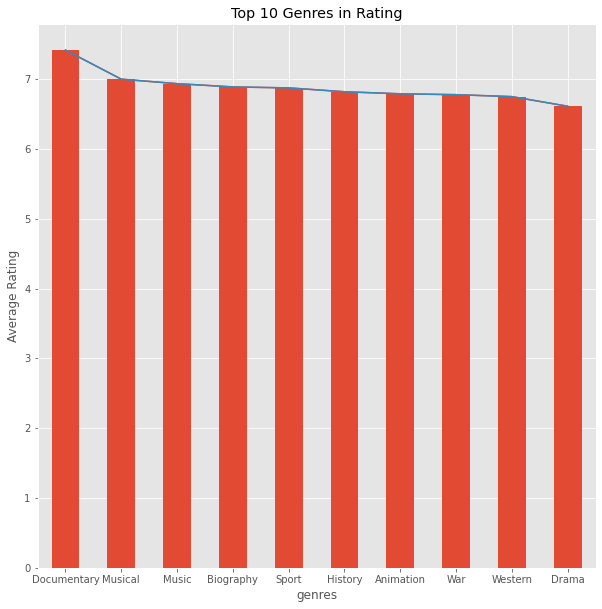 Top 10 Genres in Rating
Average Rating
7
6
5
4
3
2
1
0
Documentary Musical Music Biography Sport History Animation War Western Drama
genres